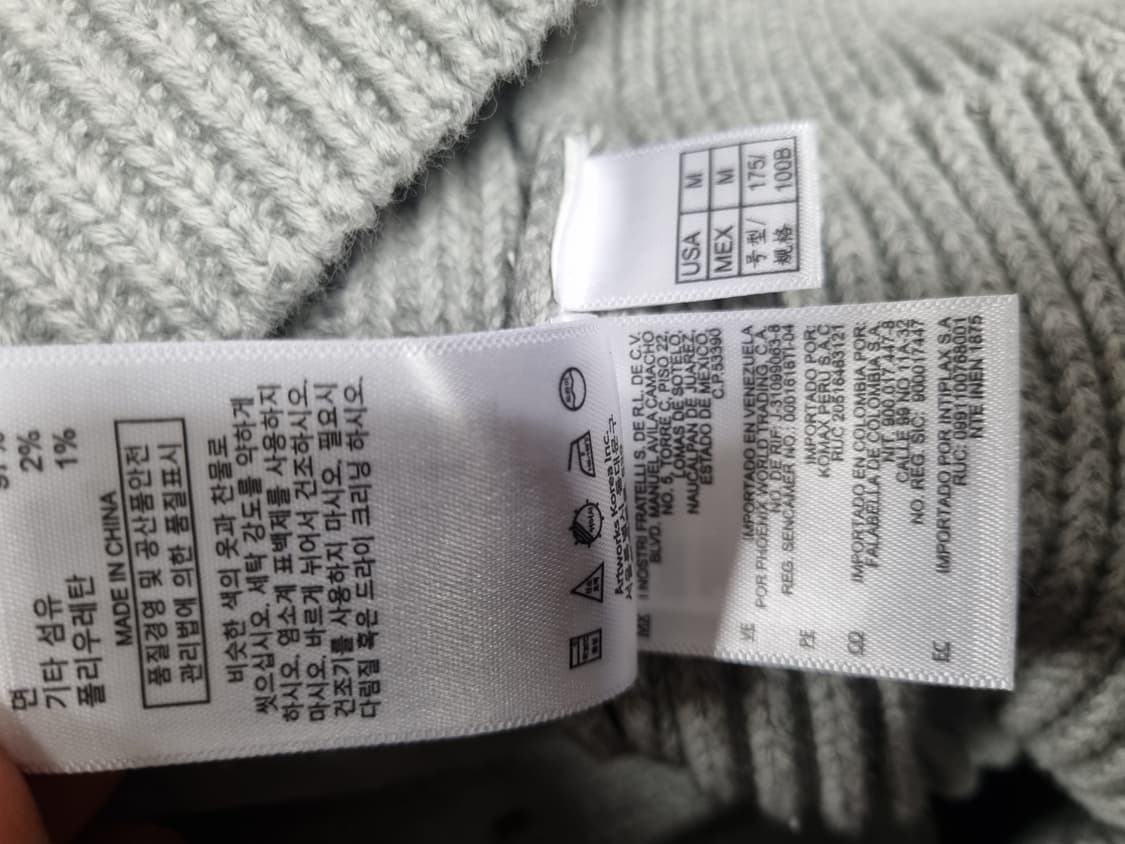 면
기타 섬유 2%
폴리우레탄 1%
MADE IN CHINA
품질경영 및 공산품안전
관리법에 의한 품질표시
비슷한 색의 옷과 찬물로
씻으십시오. 세탁 강도를 약하게
하시오. 염소계 표백제를 사용하지
마시오. 바르게 뉘어서 건조하시오.
건조기를 사용하지 마시오. 필요시
다림질 혹은 드라이 크리닝 하시오.
Artworks Korea Inc.
USA M
MEX M
号型/ 175/
规格 100B
MX I NOSTRI FRATELLI S. DE R.L. DE C.V.
BLVD. MANUEL AVILA CAMACHO
NO. 5, TORRE C, PISO 22,
LOMAS DE SOTELO,
NAUCALPAN DE JUAREZ,
ESTADO DE MEXICO,
C.P.53390
VE IMPORTADO EN VENEZUELA
POR PHOENIX WORLD TRADING, C.A.
NO. DE RIF: J-31099063-8
REG. SENCAMER NO.
PE IMPORTADO POR:
KOMAX PERU S.A.C
RUC 20516463121
CO IMPORTADO EN COLOMBIA POR:
FALABELLA DE COLOMBIA S.A.
NIT. 900.017.447-8
CALLE 99 NO 11A-32
NO. REG SIC: 900017447
EC IMPORTADO POR INTIPLAX S.A
RUC: 0991100768001
NTE INEN 1875